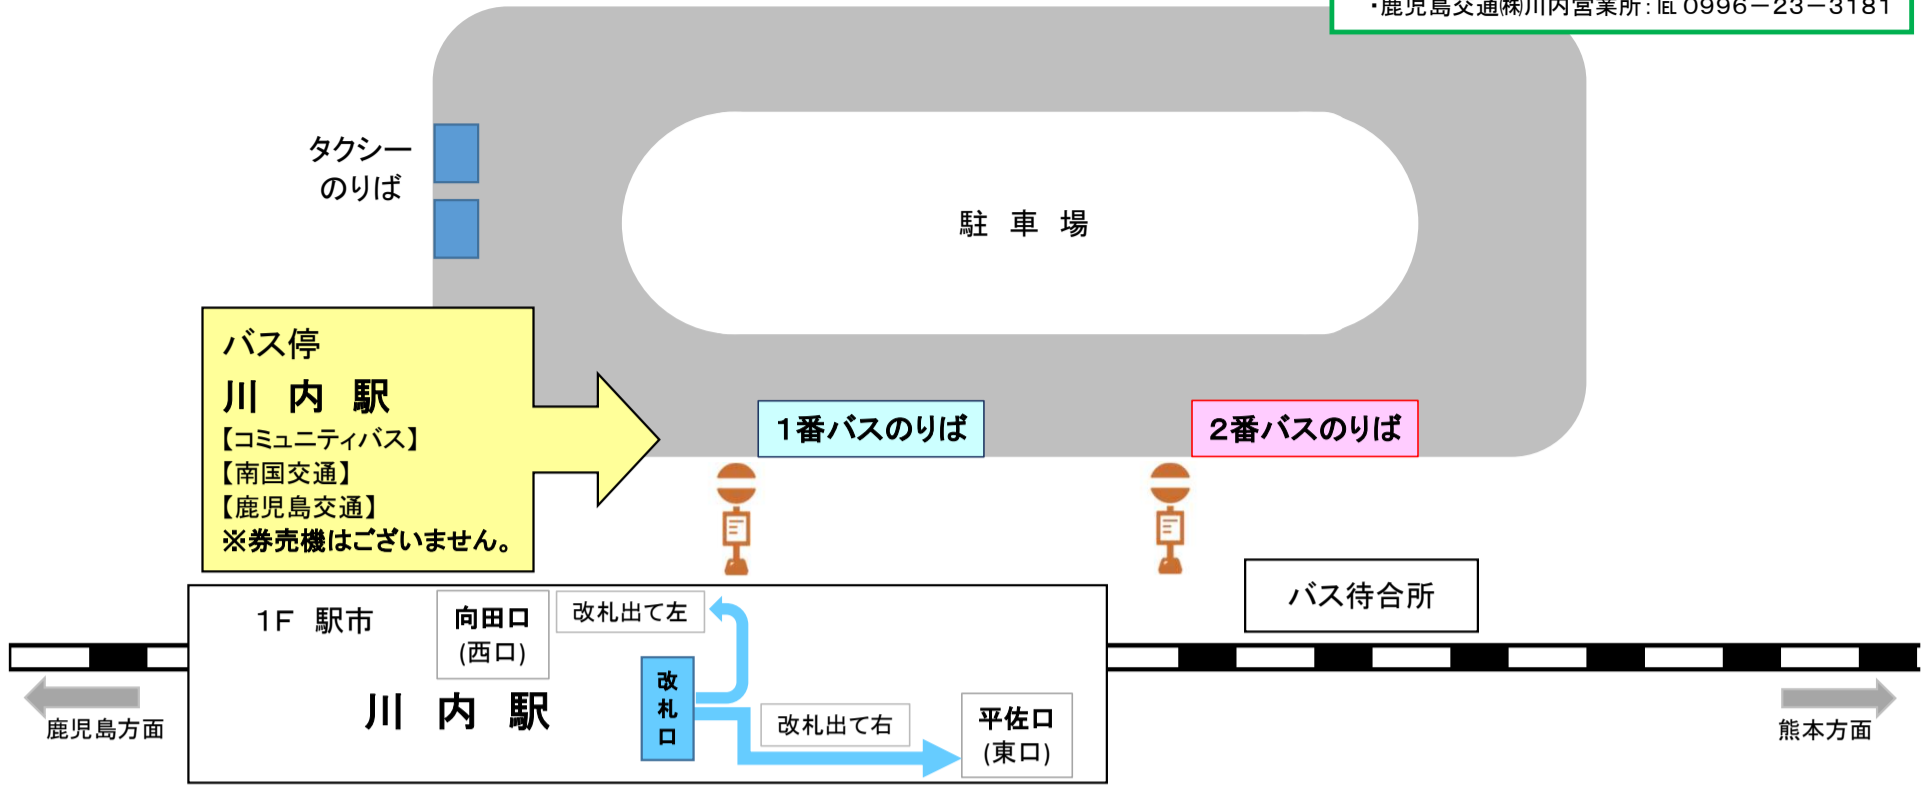 ・鹿児島交通㈱川内営業所：℡ 0996－23－3181
タクシー
のりば
駐 車 場
バス停
川 内 駅
【コミュニティバス】
【南国交通】
【鹿児島交通】
※券売機はございません。
1番バスのりば
2番バスのりば
バス待合所
1F 駅市
向田口
(西口)
改札出て左
川 内 駅
改
札
口
改札出て右
平佐口
(東口)
鹿児島方面
熊本方面